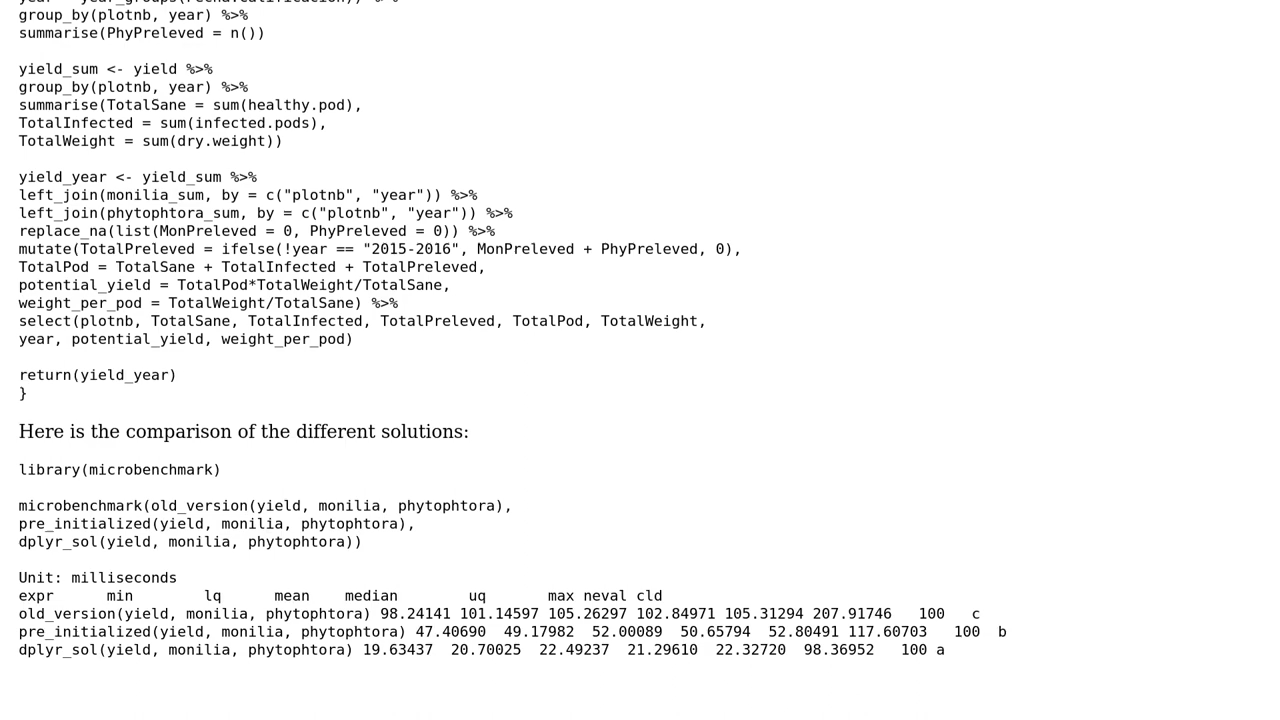 group_by(plotnb, year) %>%
summarise(PhyPreleved = n())
yield_sum <- yield %>%
group_by(plotnb, year) %>%
summarise(TotalSane = sum(healthy.pod),
TotalInfected = sum(infected.pods),
TotalWeight = sum(dry.weight))
yield_year <- yield_sum %>%
left_join(monilia_sum, by = c("plotnb", "year")) %>%
left_join(phytophtora_sum, by = c("plotnb", "year")) %>%
replace_na(list(MonPreleved = 0, PhyPreleved = 0)) %>%
mutate(TotalPreleved = ifelse(!year == "2015-2016", MonPreleved + PhyPreleved, 0),
TotalPod = TotalSane + TotalInfected + TotalPreleved,
potential_yield = TotalPod*TotalWeight/TotalSane,
weight_per_pod = TotalWeight/TotalSane) %>%
select(plotnb, TotalSane, TotalInfected, TotalPreleved, TotalPod, TotalWeight,
year, potential_yield, weight_per_pod)
return(yield_year)
}
Here is the comparison of the different solutions:
library(microbenchmark)
microbenchmark(old_version(yield, monilia, phytophtora),
pre_initialized(yield, monilia, phytophtora),
dplyr_sol(yield, monilia, phytophtora))
Unit: milliseconds
expr      min        lq      mean    median        uq       max neval cld
old_version(yield, monilia, phytophtora) 98.24141 101.14597 105.26297 102.84971 105.31294 207.91746   100   c
pre_initialized(yield, monilia, phytophtora) 47.40690  49.17982  52.00089  50.65794  52.80491 117.60703   100  b
dplyr_sol(yield, monilia, phytophtora) 19.63437  20.70025  22.49237  21.29610  22.32720  98.36952   100 a